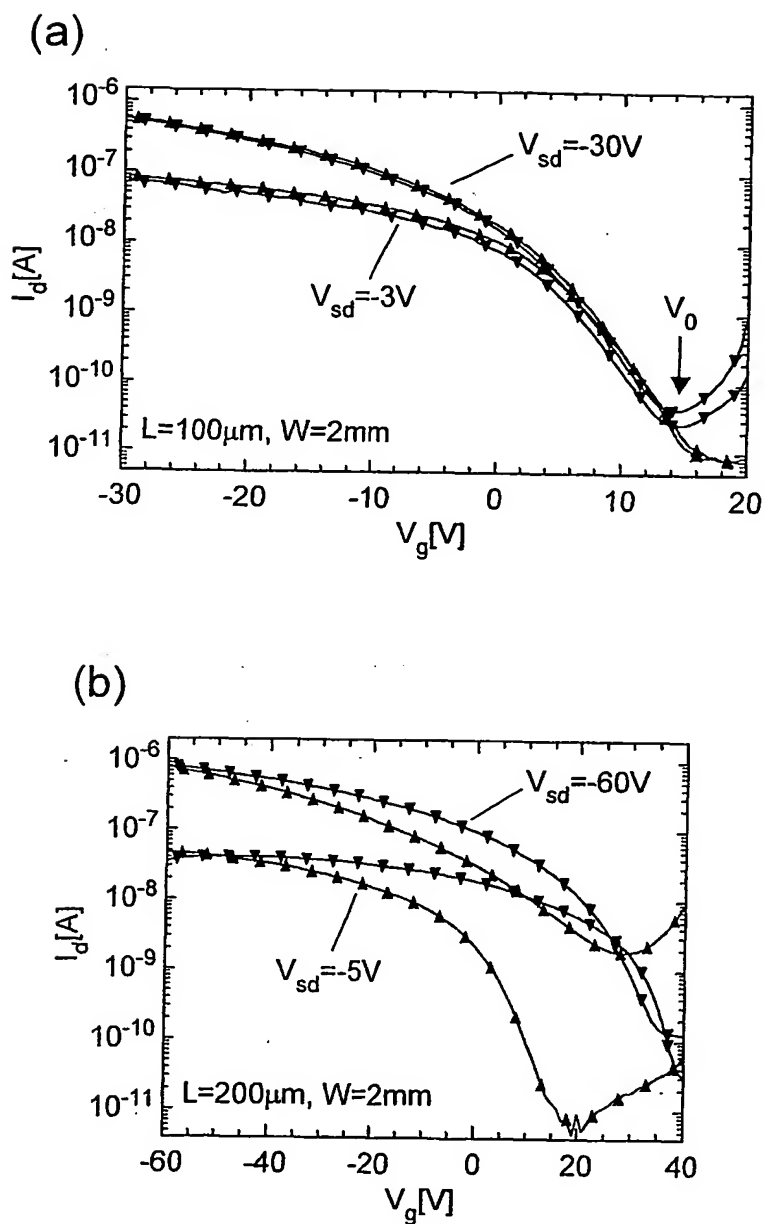 (a)
10^-6
10^-7
10^-8
10^-9
10^-10
10^-11
I_d[A]
V_sd=-30V
V_sd=-3V
V_0
L=100μm, W=2mm
-30 -20 -10 0 10 20
V_g[V]
(b)
10^-6
10^-7
10^-8
10^-9
10^-10
10^-11
I_d[A]
V_sd=-60V
V_sd=-5V
L=200μm, W=2mm
-60 -40 -20 0 20 40
V_g[V]